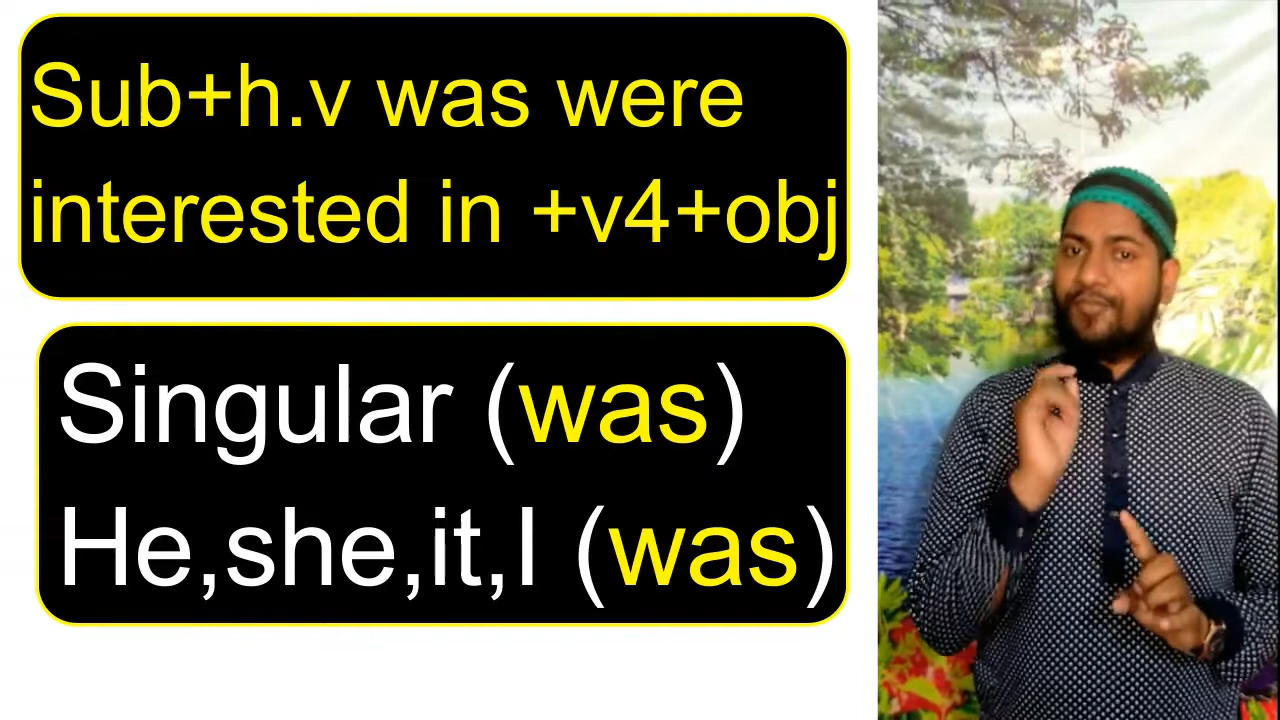 Sub+h.v was were
interested in +v4+obj
Singular (was)
He,she,it,I (was)